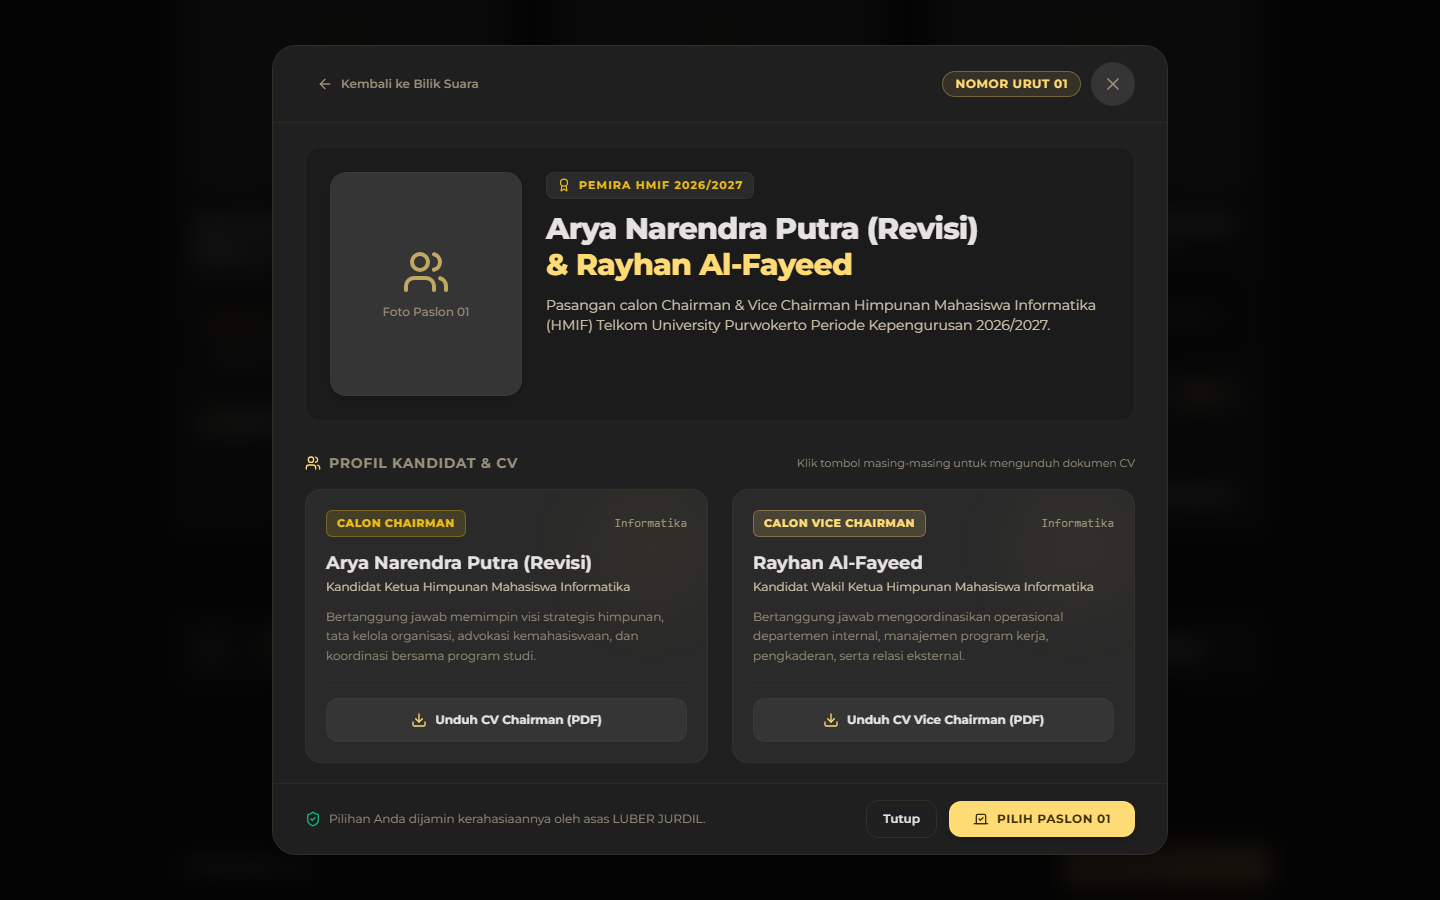 Kembali ke Bilik Suara
NOMOR URUT 01
Foto Paslon 01
PEMIRA HMIF 2026/2027
Arya Narendra Putra (Revisi)
& Rayhan Al-Fayeed
Pasangan calon Chairman & Vice Chairman Himpunan Mahasiswa Informatika
(HMIF) Telkom University Purwokerto Periode Kepengurusan 2026/2027.
PROFIL KANDIDAT & CV
Klik tombol masing-masing untuk mengunduh dokumen CV
CALON CHAIRMAN
Informatika
Arya Narendra Putra (Revisi)
Kandidat Ketua Himpunan Mahasiswa Informatika
Bertanggung jawab memimpin visi strategis himpunan,
tata kelola organisasi, advokasi kemahasiswaan, dan
koordinasi bersama program studi.
Unduh CV Chairman (PDF)
CALON VICE CHAIRMAN
Informatika
Rayhan Al-Fayeed
Kandidat Wakil Ketua Himpunan Mahasiswa Informatika
Bertanggung jawab mengoordinasikan operasional
departemen internal, manajemen program kerja,
pengkaderan, serta relasi eksternal.
Unduh CV Vice Chairman (PDF)
Pilihan Anda dijamin kerahasiaannya oleh asas LUBER JURDIL.
Tutup
PILIH PASLON 01